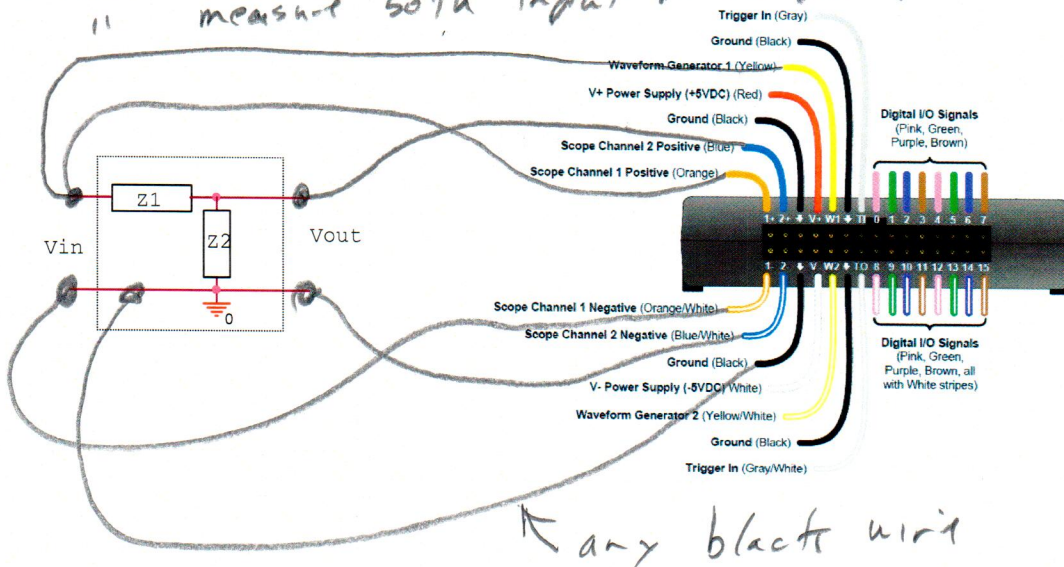 " measure both input
Trigger In (Gray)
Ground (Black)
Waveform Generator 1 (Yellow)
V+ Power Supply (+5VDC) (Red)
Ground (Black)
Scope Channel 2 Positive (Blue)
Scope Channel 1 Positive (Orange)
Digital I/O Signals
(Pink, Green,
Purple, Brown)
Z1
Z2
Vin
Vout
0
1+ 2+ V+ W1 TI 0 1 2 3 4 5 6 7
1- 2- V- W2 TO 8 9 10 11 12 13 14 15
Scope Channel 1 Negative (Orange/White)
Scope Channel 2 Negative (Blue/White)
Ground (Black)
V- Power Supply (-5VDC) White)
Waveform Generator 2 (Yellow/White)
Ground (Black)
Trigger In (Gray/White)
Digital I/O Signals
(Pink, Green,
Purple, Brown, all
with White stripes)
any black wire